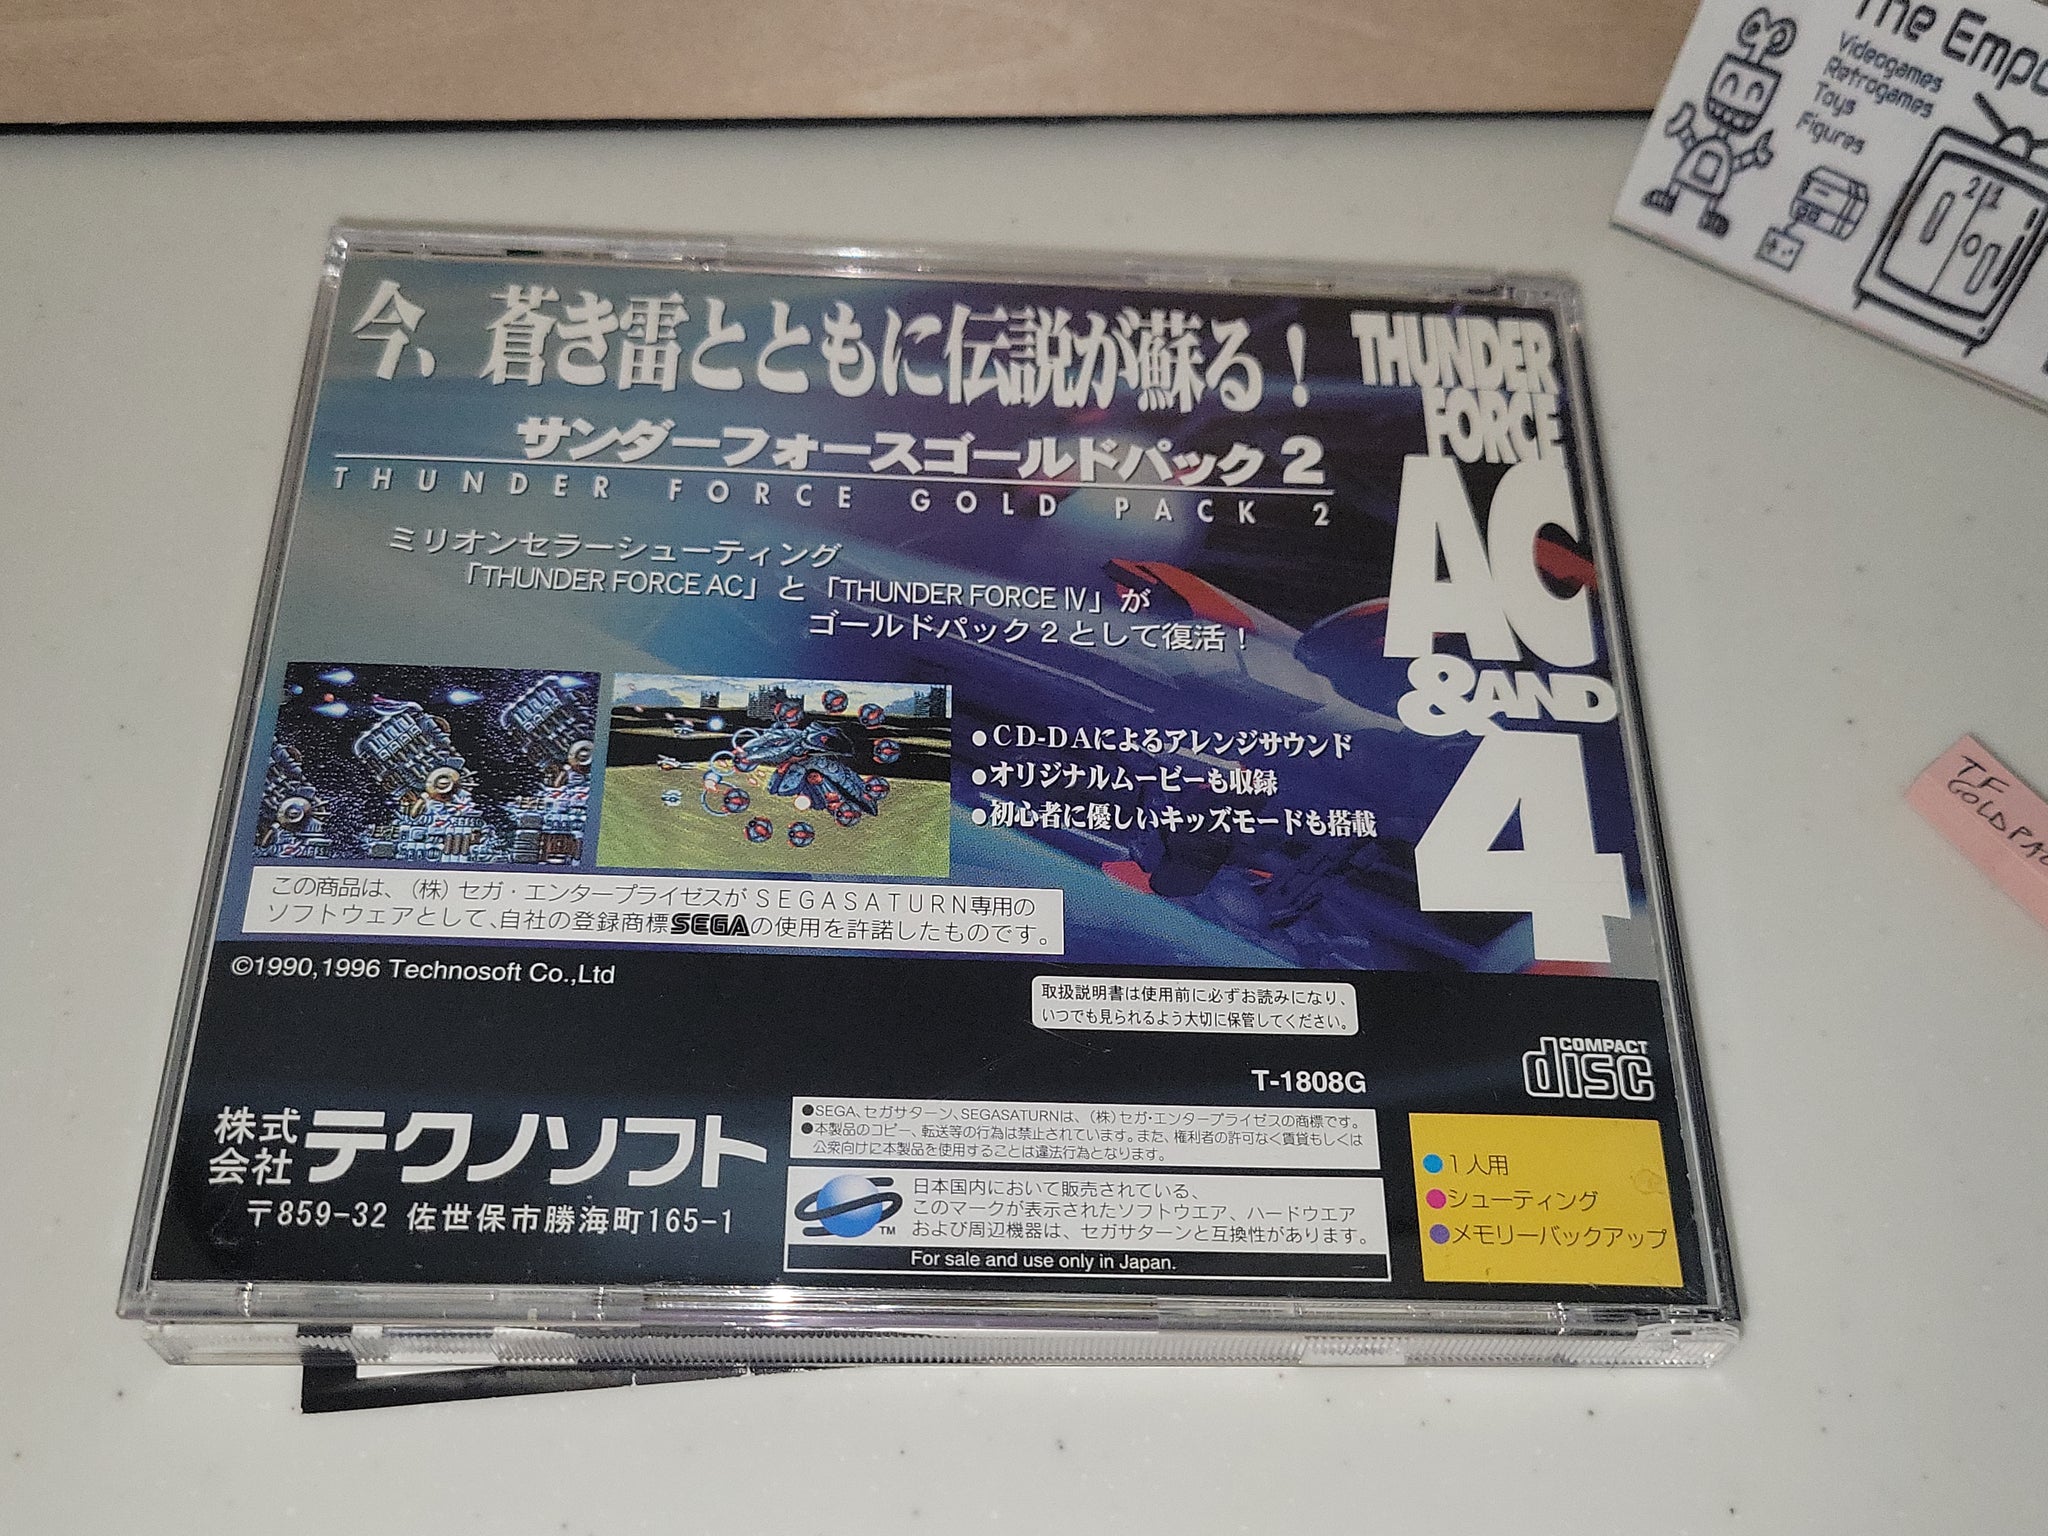 The Empo
Videogames
Retrogames
Toys
Figures
今、蒼き雷とともに伝説が蘇る！
サンダーフォースゴールドパック2
THUNDER FORCE GOLD PACK 2
ミリオンセラーシューティング
「THUNDER FORCE AC」と「THUNDER FORCE IV」が
ゴールドパック2として復活！
THUNDER
FORCE
AC
&AND
4
●CD-DAによるアレンジサウンド
●オリジナルムービーも収録
●初心者に優しいキッズモードも搭載
TF
GOLD PAC
この商品は、（株）セガ・エンタープライゼスがSEGASATURN専用の
ソフトウェアとして、自社の登録商標SEGAの使用を許諾したものです。
©1990,1996 Technosoft Co.,Ltd
取扱説明書は使用前に必ずお読みになり、
いつでも見られるよう大切に保管してください。
T-1808G
COMPACT
disc
株式会社テクノソフト
〒859-32 佐世保市勝海町165-1
●SEGA、セガサターン、SEGASATURNは、（株）セガ・エンタープライゼスの商標です。
●本製品のコピー、転送等の行為は禁止されています。また、権利者の許可なく賃貸もしくは
公衆向けに本製品を使用することは違法行為となります。
TM
日本国内において販売されている、
このマークが表示されたソフトウエア、ハードウエア
および周辺機器は、セガサターンと互換性があります。
For sale and use only in Japan.
●1人用
●シューティング
●メモリーバックアップ